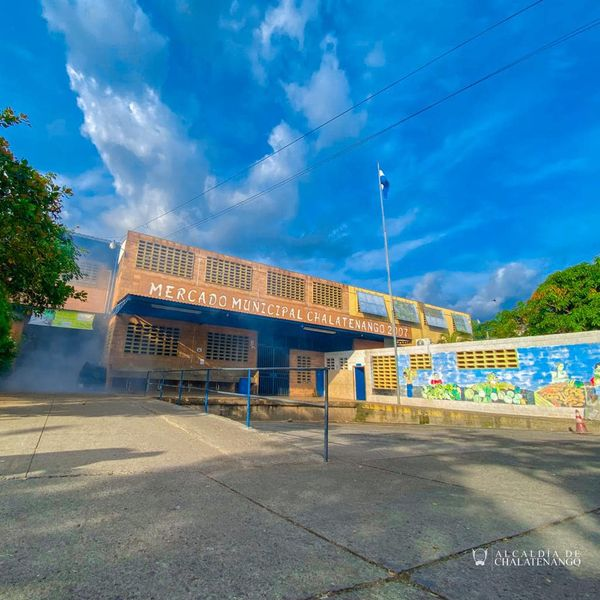 MERCADO MUNICIPAL CHALATENANGO 2007
ALCALDÍA DE
CHALATENANGO